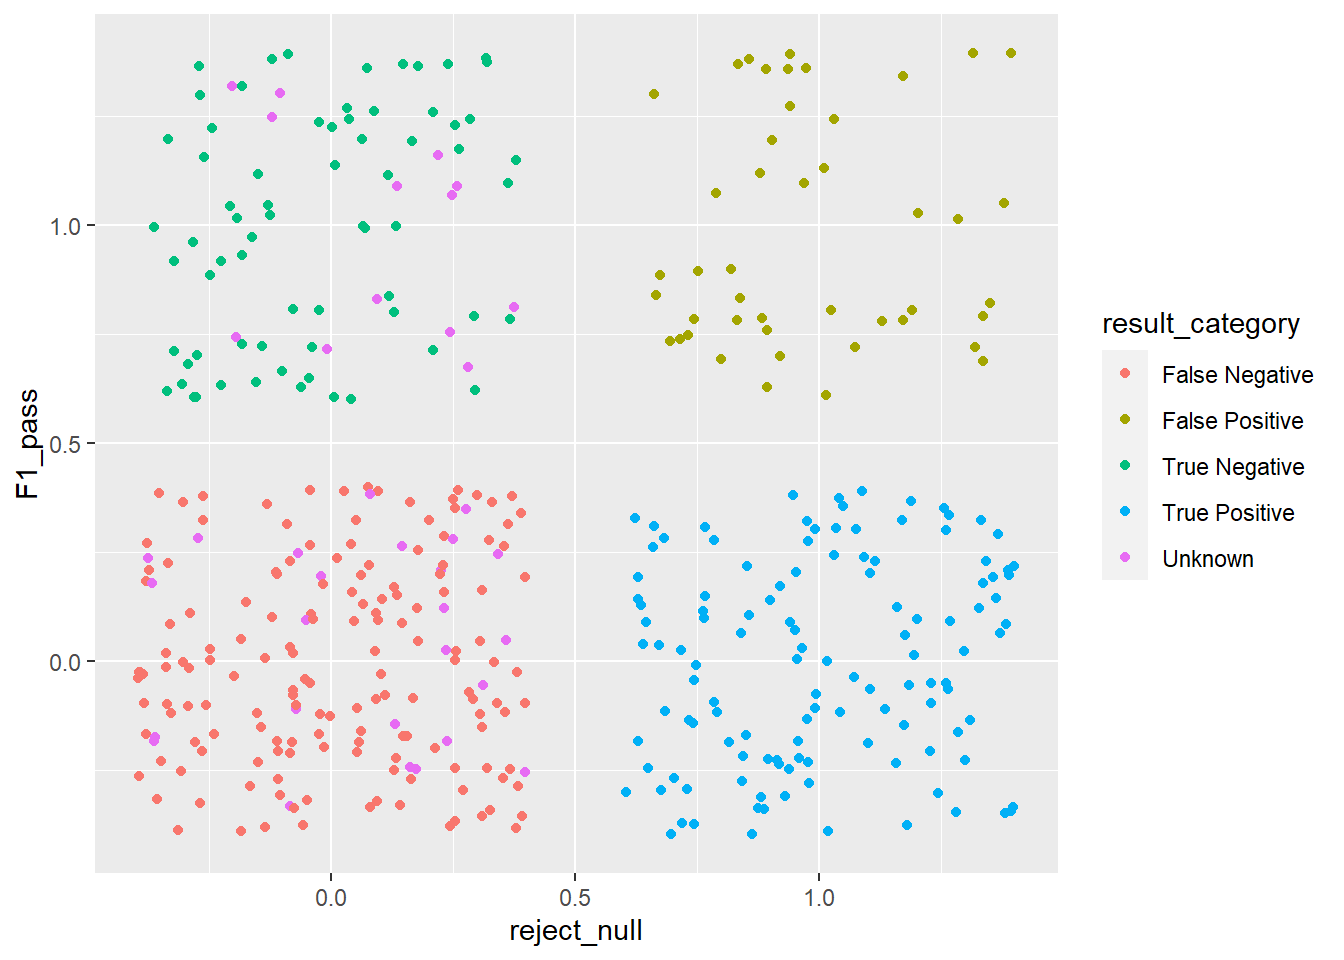 1.0
0.5
0.0
F1_pass
0.0
0.5
1.0
reject_null
result_category
False Negative
False Positive
True Negative
True Positive
Unknown